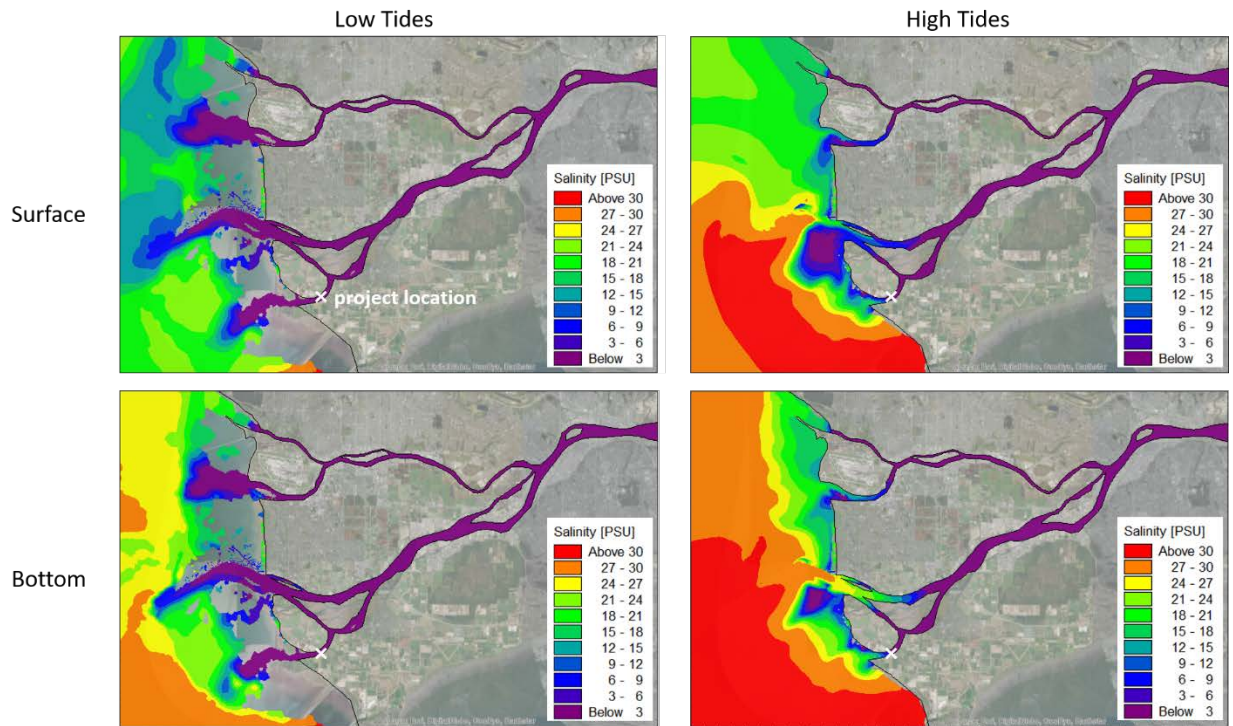 Low Tides
High Tides
Surface
Bottom
project location
Salinity [PSU]
Above 30
27 - 30
24 - 27
21 - 24
18 - 21
15 - 18
12 - 15
9 - 12
6 - 9
3 - 6
Below 3
Salinity [PSU]
Above 30
27 - 30
24 - 27
21 - 24
18 - 21
15 - 18
12 - 15
9 - 12
6 - 9
3 - 6
Below 3
Salinity [PSU]
Above 30
27 - 30
24 - 27
21 - 24
18 - 21
15 - 18
12 - 15
9 - 12
6 - 9
3 - 6
Below 3
Salinity [PSU]
Above 30
27 - 30
24 - 27
21 - 24
18 - 21
15 - 18
12 - 15
9 - 12
6 - 9
3 - 6
Below 3